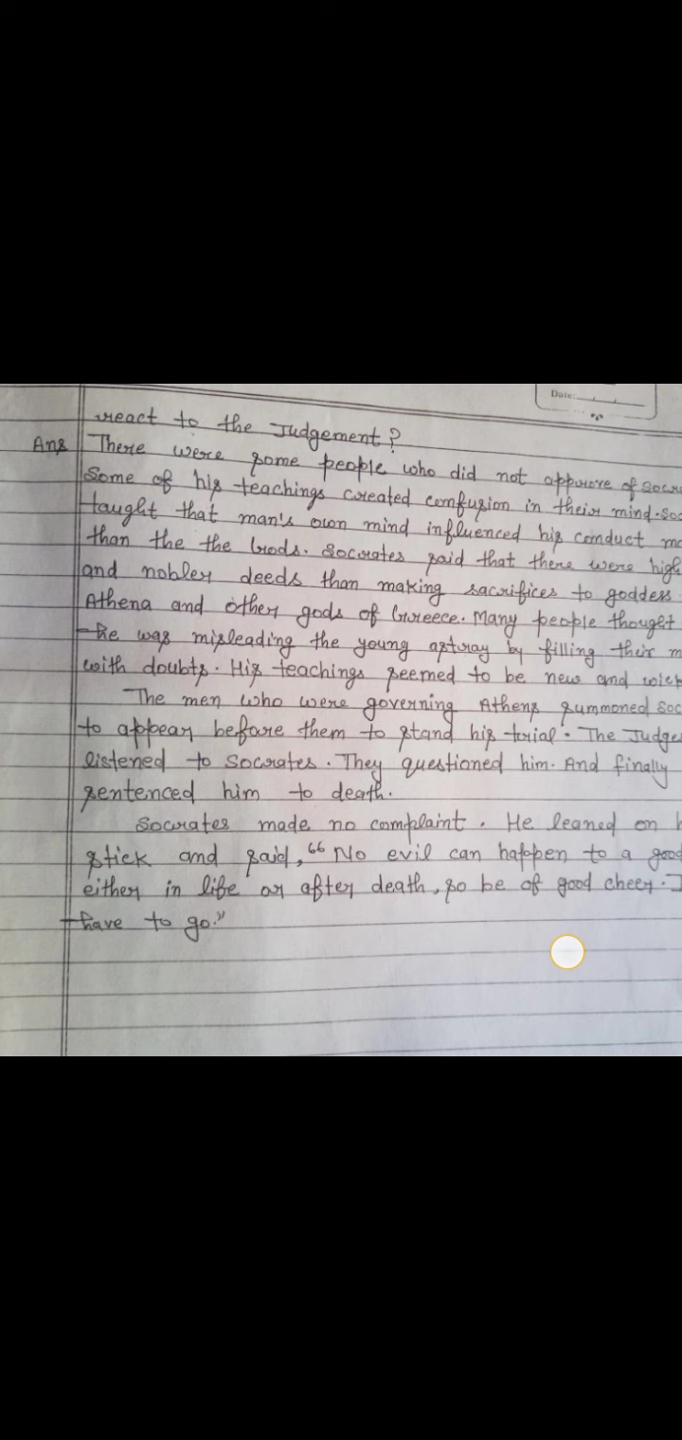 Date:
react to the Judgement?
Ans There were some people who did not approve of Socr
Some of his teachings created confusion in their mind. Soc
taught that man's own mind influenced his conduct mo
than the the Gods. Socrates said that there were high
and nobler deeds than making sacrifices to goddess
Athena and other gods of Greece. Many people thought
he was misleading the young astray by filling their m
with doubts. His teachings seemed to be new and wick
The men who were governing Athens summoned Soc
to appear before them to stand his trial. The Judge
listened to Socrates. They questioned him. And finally
sentenced him to death.
Socrates made no complaint. He leaned on h
stick and said, "No evil can happen to a good
either in life or after death, so be of good cheer. I
have to go."